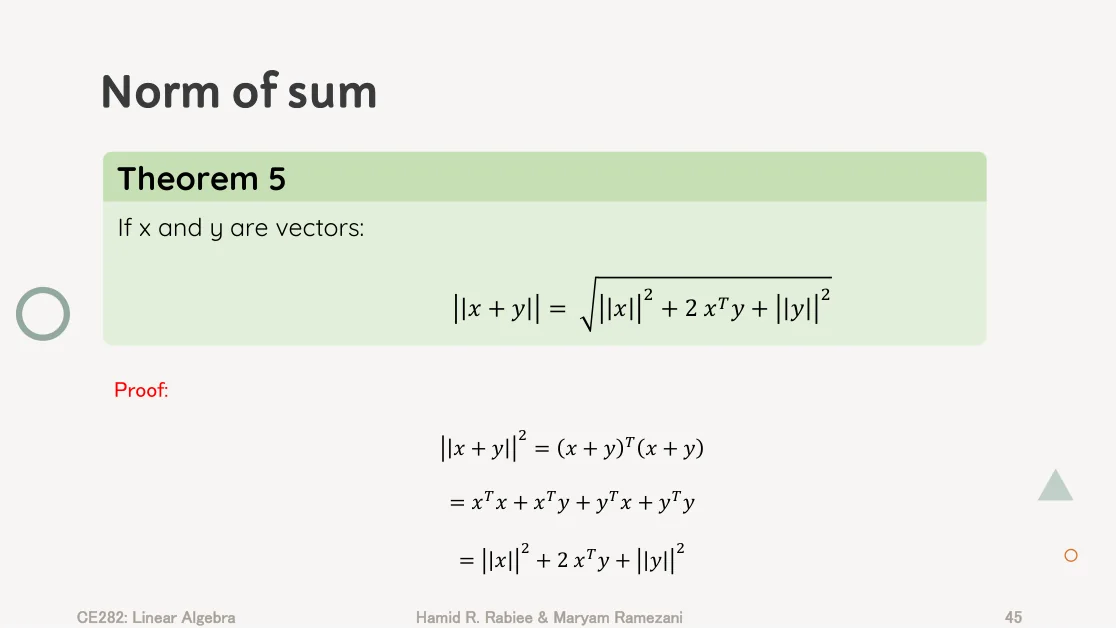 Norm of sum
Theorem 5
If x and y are vectors:
||x + y|| = √(||x||² + 2 xᵀy + ||y||²)
Proof:
||x + y||² = (x + y)ᵀ(x + y)
= xᵀx + xᵀy + yᵀx + yᵀy
= ||x||² + 2 xᵀy + ||y||²
CE282: Linear Algebra
Hamid R. Rabiee & Maryam Ramezani
45